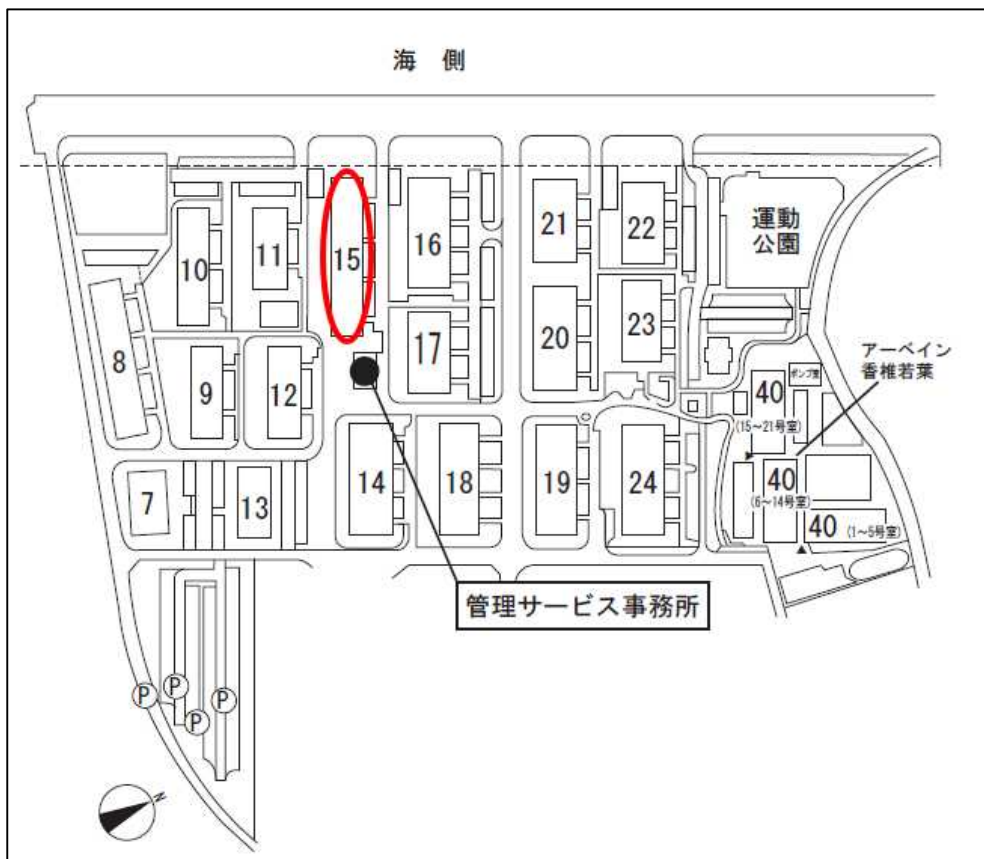 海 側
運動
公園
10
11
15
16
21
22
8
9
12
17
20
23
アーベイン
香椎若葉
ポンプ室
40
(15~21号室)
7
13
14
18
19
24
40
(6~14号室)
40
(1~5号室)
管理サービス事務所
P
P
P
P
N